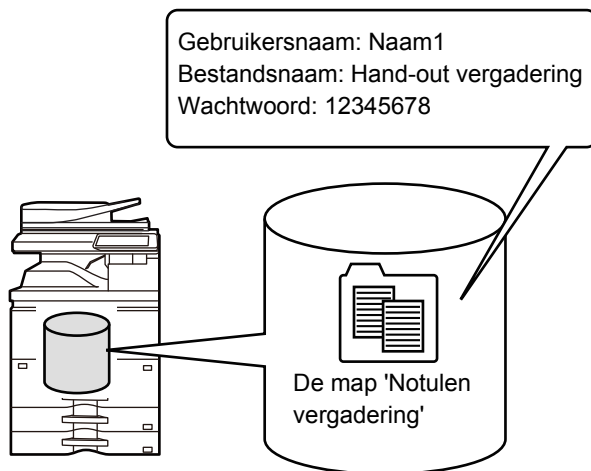 Gebruikersnaam: Naam1
Bestandsnaam: Hand-out vergadering
Wachtwoord: 12345678
De map 'Notulen
vergadering'